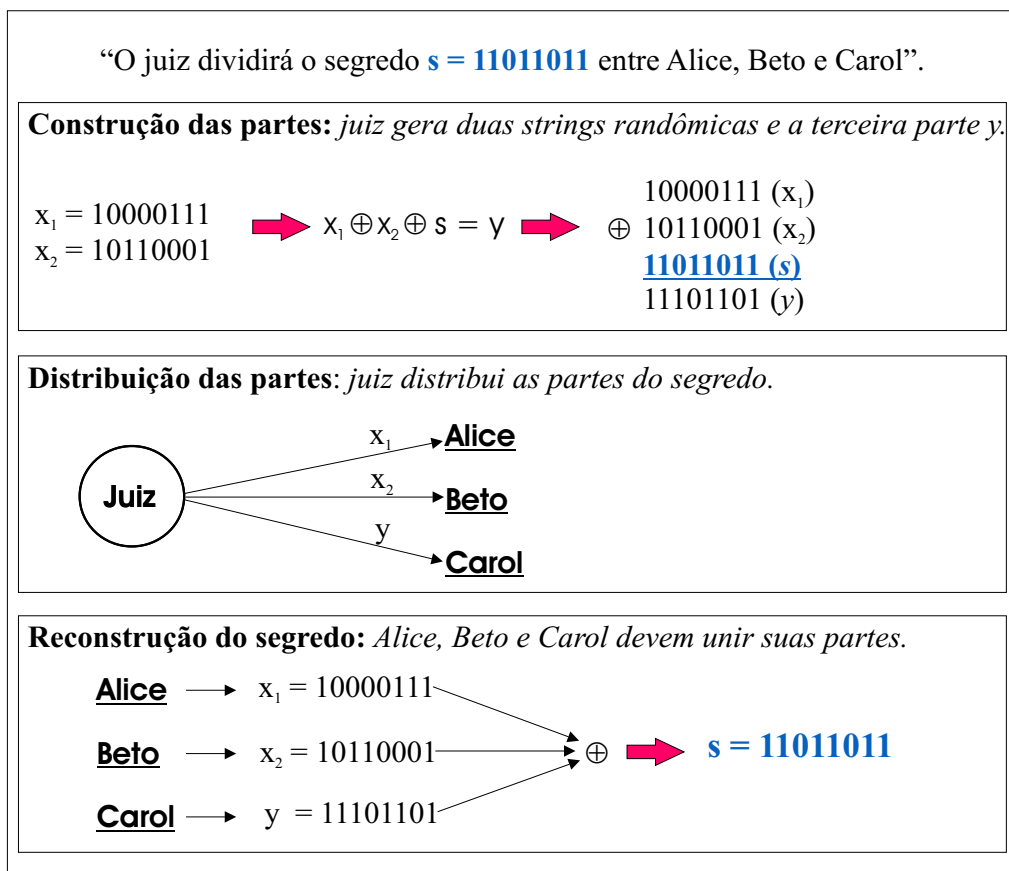 “O juiz dividirá o segredo s = 11011011 entre Alice, Beto e Carol”.
Construção das partes: juiz gera duas strings randômicas e a terceira parte y.
x₁ = 10000111
x₂ = 10110001
x₁ ⊕ x₂ ⊕ s = y
10000111 (x₁)
⊕ 10110001 (x₂)
11011011 (s)
11101101 (y)
Distribuição das partes: juiz distribui as partes do segredo.
Juiz
x₁ Alice
x₂ Beto
y Carol
Reconstrução do segredo: Alice, Beto e Carol devem unir suas partes.
Alice x₁ = 10000111
Beto x₂ = 10110001 ⊕ s = 11011011
Carol y = 11101101